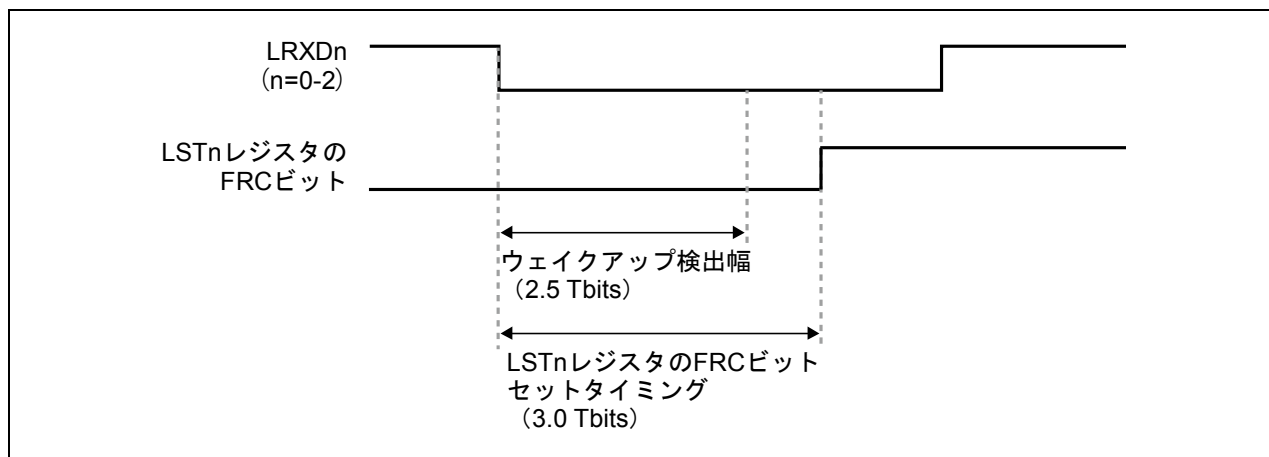 LRXDn
（n=0-2）
LSTnレジスタの
FRCビット
ウェイクアップ検出幅
（2.5 Tbits）
LSTnレジスタのFRCビット
セットタイミング
（3.0 Tbits）